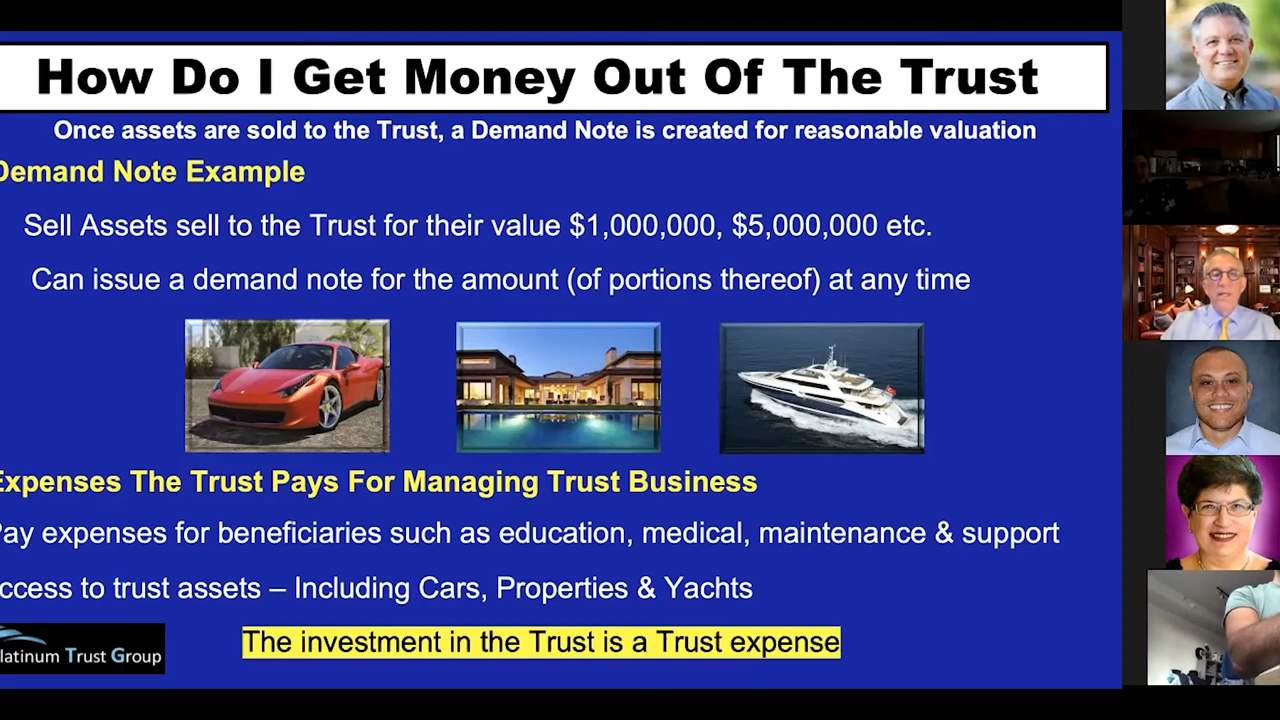 How Do I Get Money Out Of The Trust
Once assets are sold to the Trust, a Demand Note is created for reasonable valuation
Demand Note Example
Sell Assets sell to the Trust for their value $1,000,000, $5,000,000 etc.
Can issue a demand note for the amount (of portions thereof) at any time
Expenses The Trust Pays For Managing Trust Business
Pay expenses for beneficiaries such as education, medical, maintenance & support
ccess to trust assets – Including Cars, Properties & Yachts
The investment in the Trust is a Trust expense
latinum Trust Group